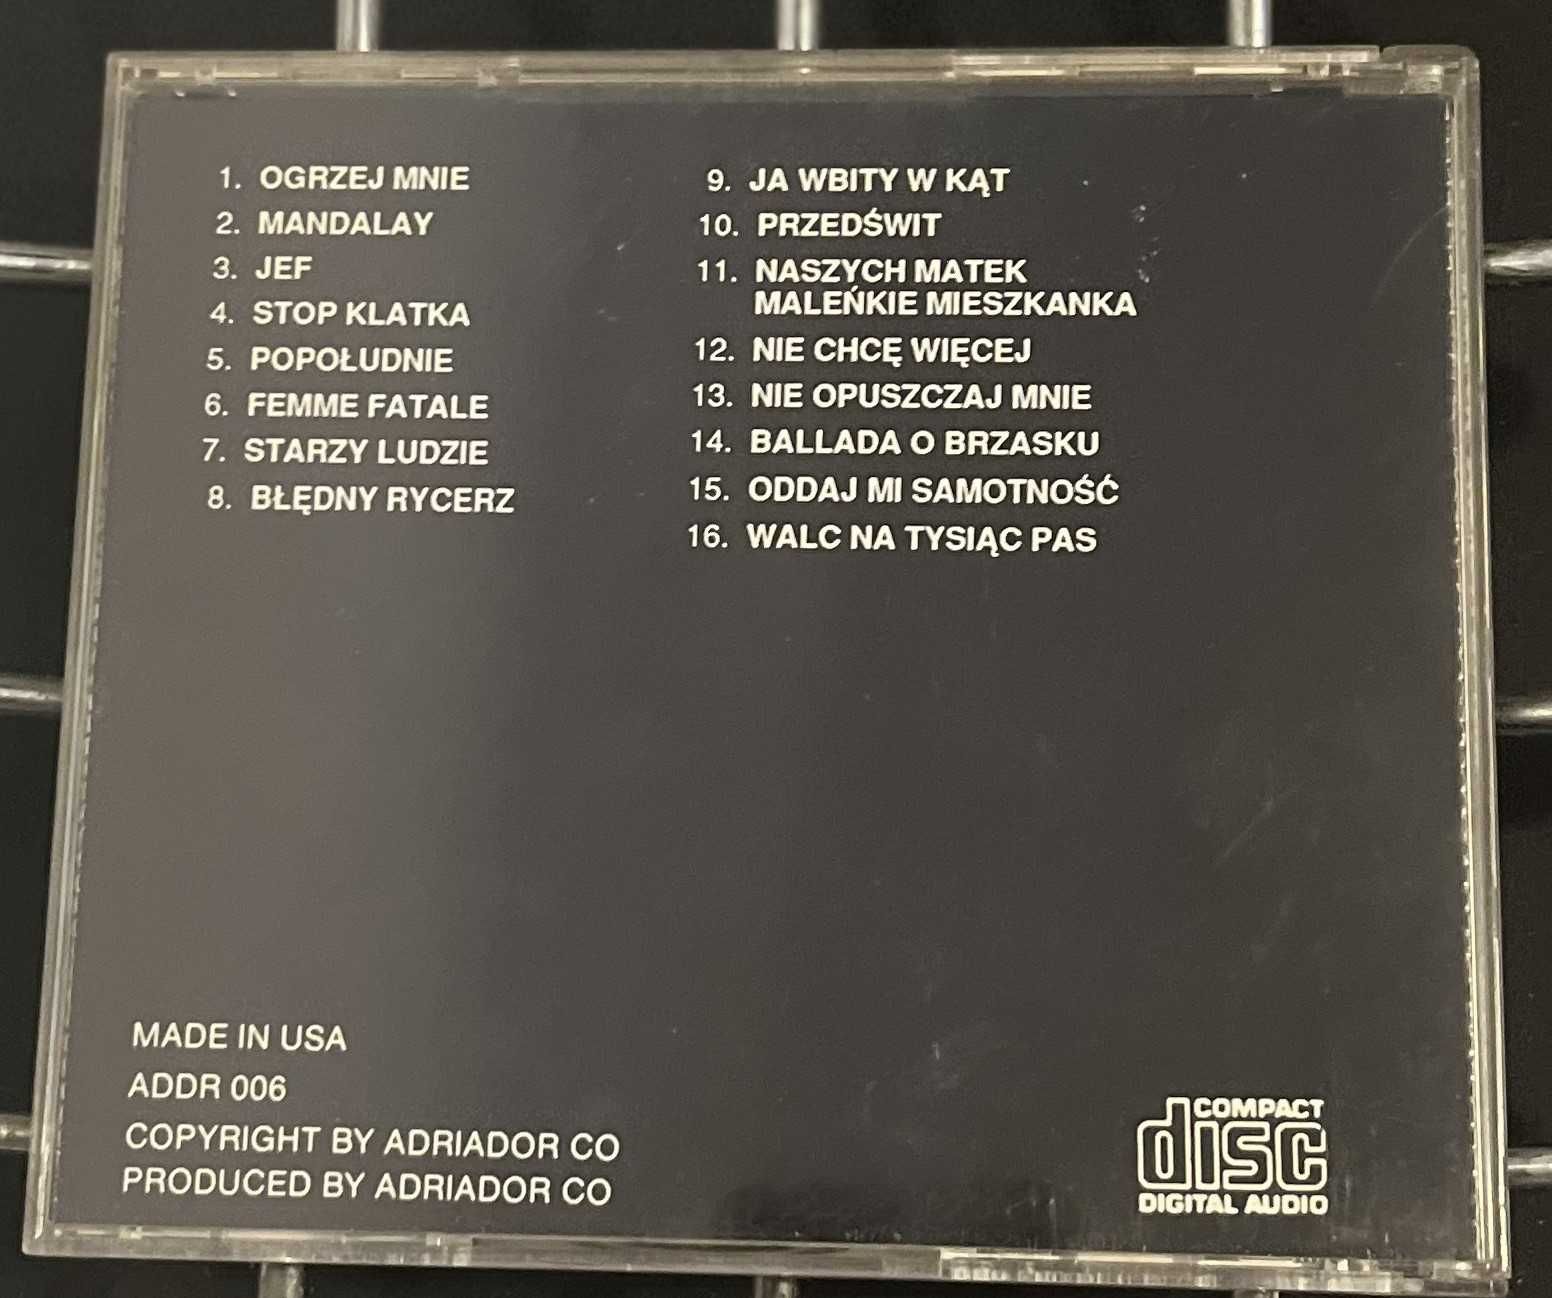 1. OGRZEJ MNIE
2. MANDALAY
3. JEF
4. STOP KLATKA
5. POPOŁUDNIE
6. FEMME FATALE
7. STARZY LUDZIE
8. BŁĘDNY RYCERZ
9. JA WBITY W KĄT
10. PRZEDŚWIT
11. NASZYCH MATEK
MALEŃKIE MIESZKANKA
12. NIE CHCĘ WIĘCEJ
13. NIE OPUSZCZAJ MNIE
14. BALLADA O BRZASKU
15. ODDAJ MI SAMOTNOŚĆ
16. WALC NA TYSIĄC PAS
MADE IN USA
ADDR 006
COPYRIGHT BY ADRIADOR CO
PRODUCED BY ADRIADOR CO
COMPACT
disc
DIGITAL AUDIO